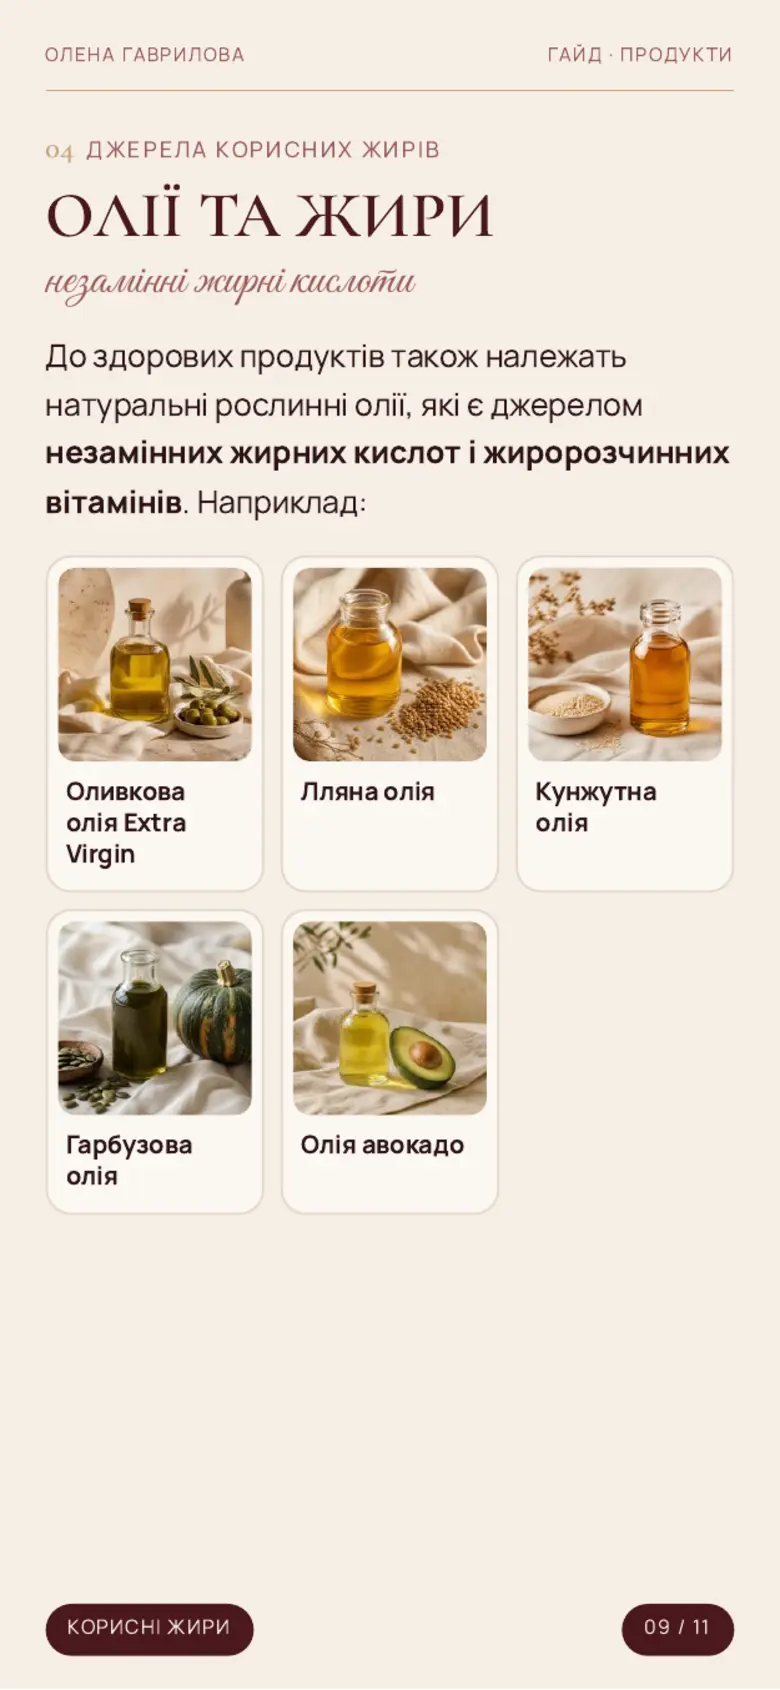 ОЛЕНА ГАВРИЛОВА
ГАЙД · ПРОДУКТИ
04 ДЖЕРЕЛА КОРИСНИХ ЖИРІВ
ОЛІЇ ТА ЖИРИ
незамінні жирні кислоти
До здорових продуктів також належать
натуральні рослинні олії, які є джерелом
незамінних жирних кислот і жиророзчинних
вітамінів. Наприклад:
Оливкова
олія Extra
Virgin
Лляна олія
Кунжутна
олія
Гарбузова
олія
Олія авокадо
КОРИСНІ ЖИРИ
09 / 11